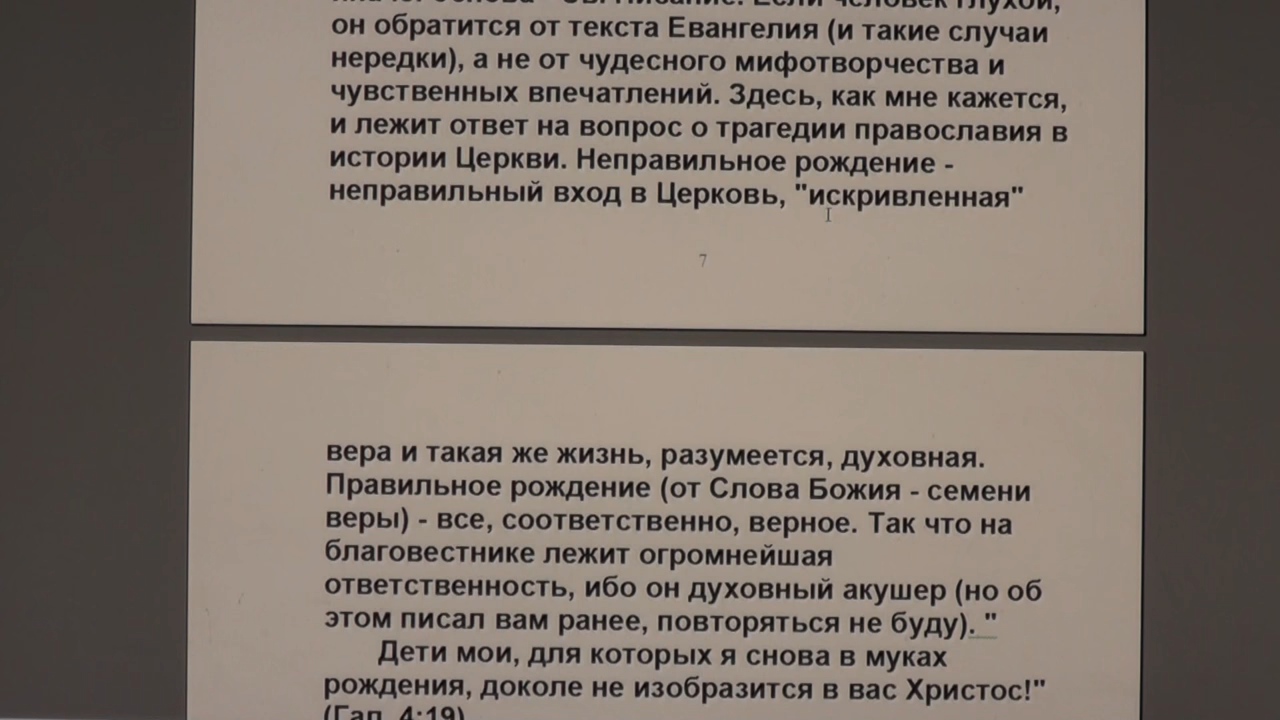 он обратится от текста Евангелия (и такие случаи
нередки), а не от чудесного мифотворчества и
чувственных впечатлений. Здесь, как мне кажется,
и лежит ответ на вопрос о трагедии православия в
истории Церкви. Неправильное рождение -
неправильный вход в Церковь, "искривленная"
7
вера и такая же жизнь, разумеется, духовная.
Правильное рождение (от Слова Божия - семени
веры) - все, соответственно, верное. Так что на
благовестнике лежит огромнейшая
ответственность, ибо он духовный акушер (но об
этом писал вам ранее, повторяться не буду). "
Дети мои, для которых я снова в муках
рождения, доколе не изобразится в вас Христос!"
(Гал. 4:19)